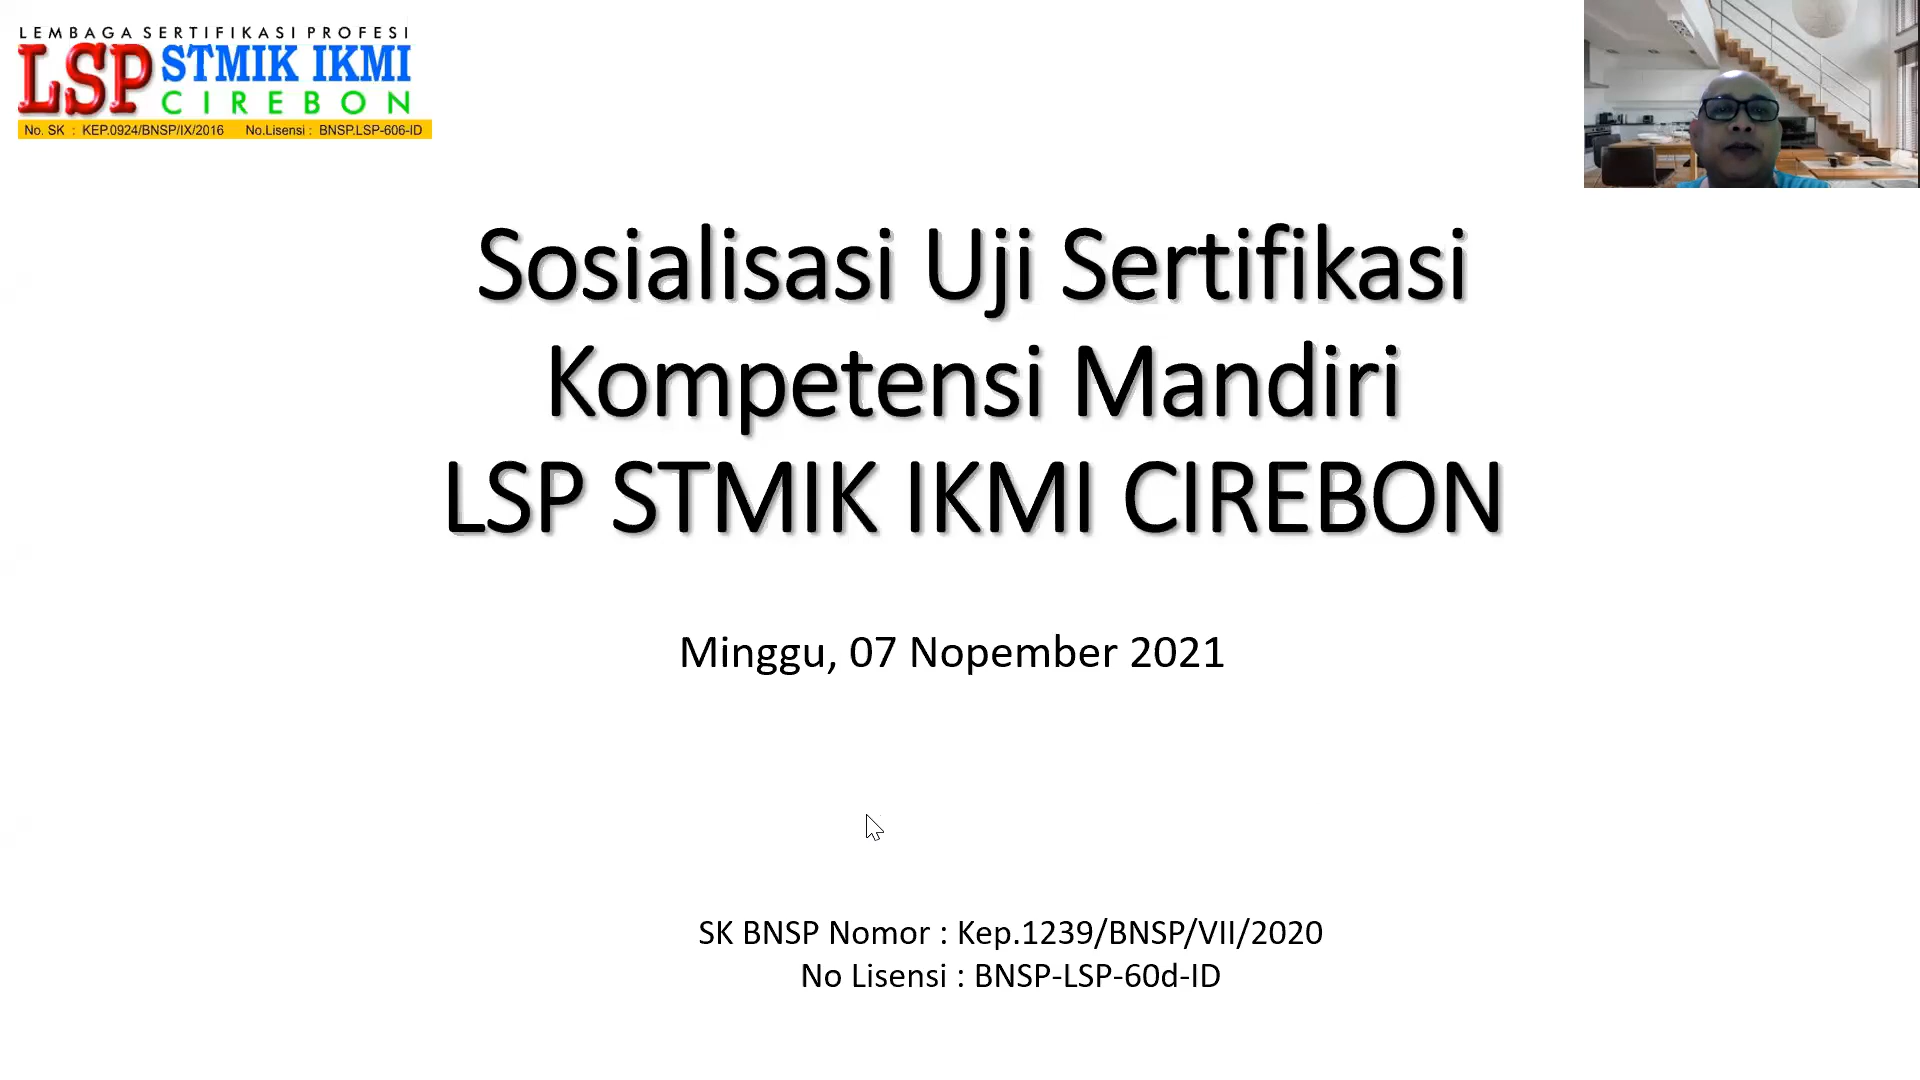 LEMBAGA SERTIFIKASI PROFESI
LSP STMIK IKMI
CIREBON
No. SK : KEP.0924/BNSP/IX/2016 No.Lisensi : BNSP.LSP-606-ID
Sosialisasi Uji Sertifikasi
Kompetensi Mandiri
LSP STMIK IKMI CIREBON
Minggu, 07 Nopember 2021
SK BNSP Nomor : Kep.1239/BNSP/VII/2020
No Lisensi : BNSP-LSP-60d-ID